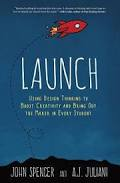 LAUNCH
Using Design Thinking to
Boost Creativity and Bring Out
the Maker in Every Student
JOHN SPENCER AND A.J. JULIANI